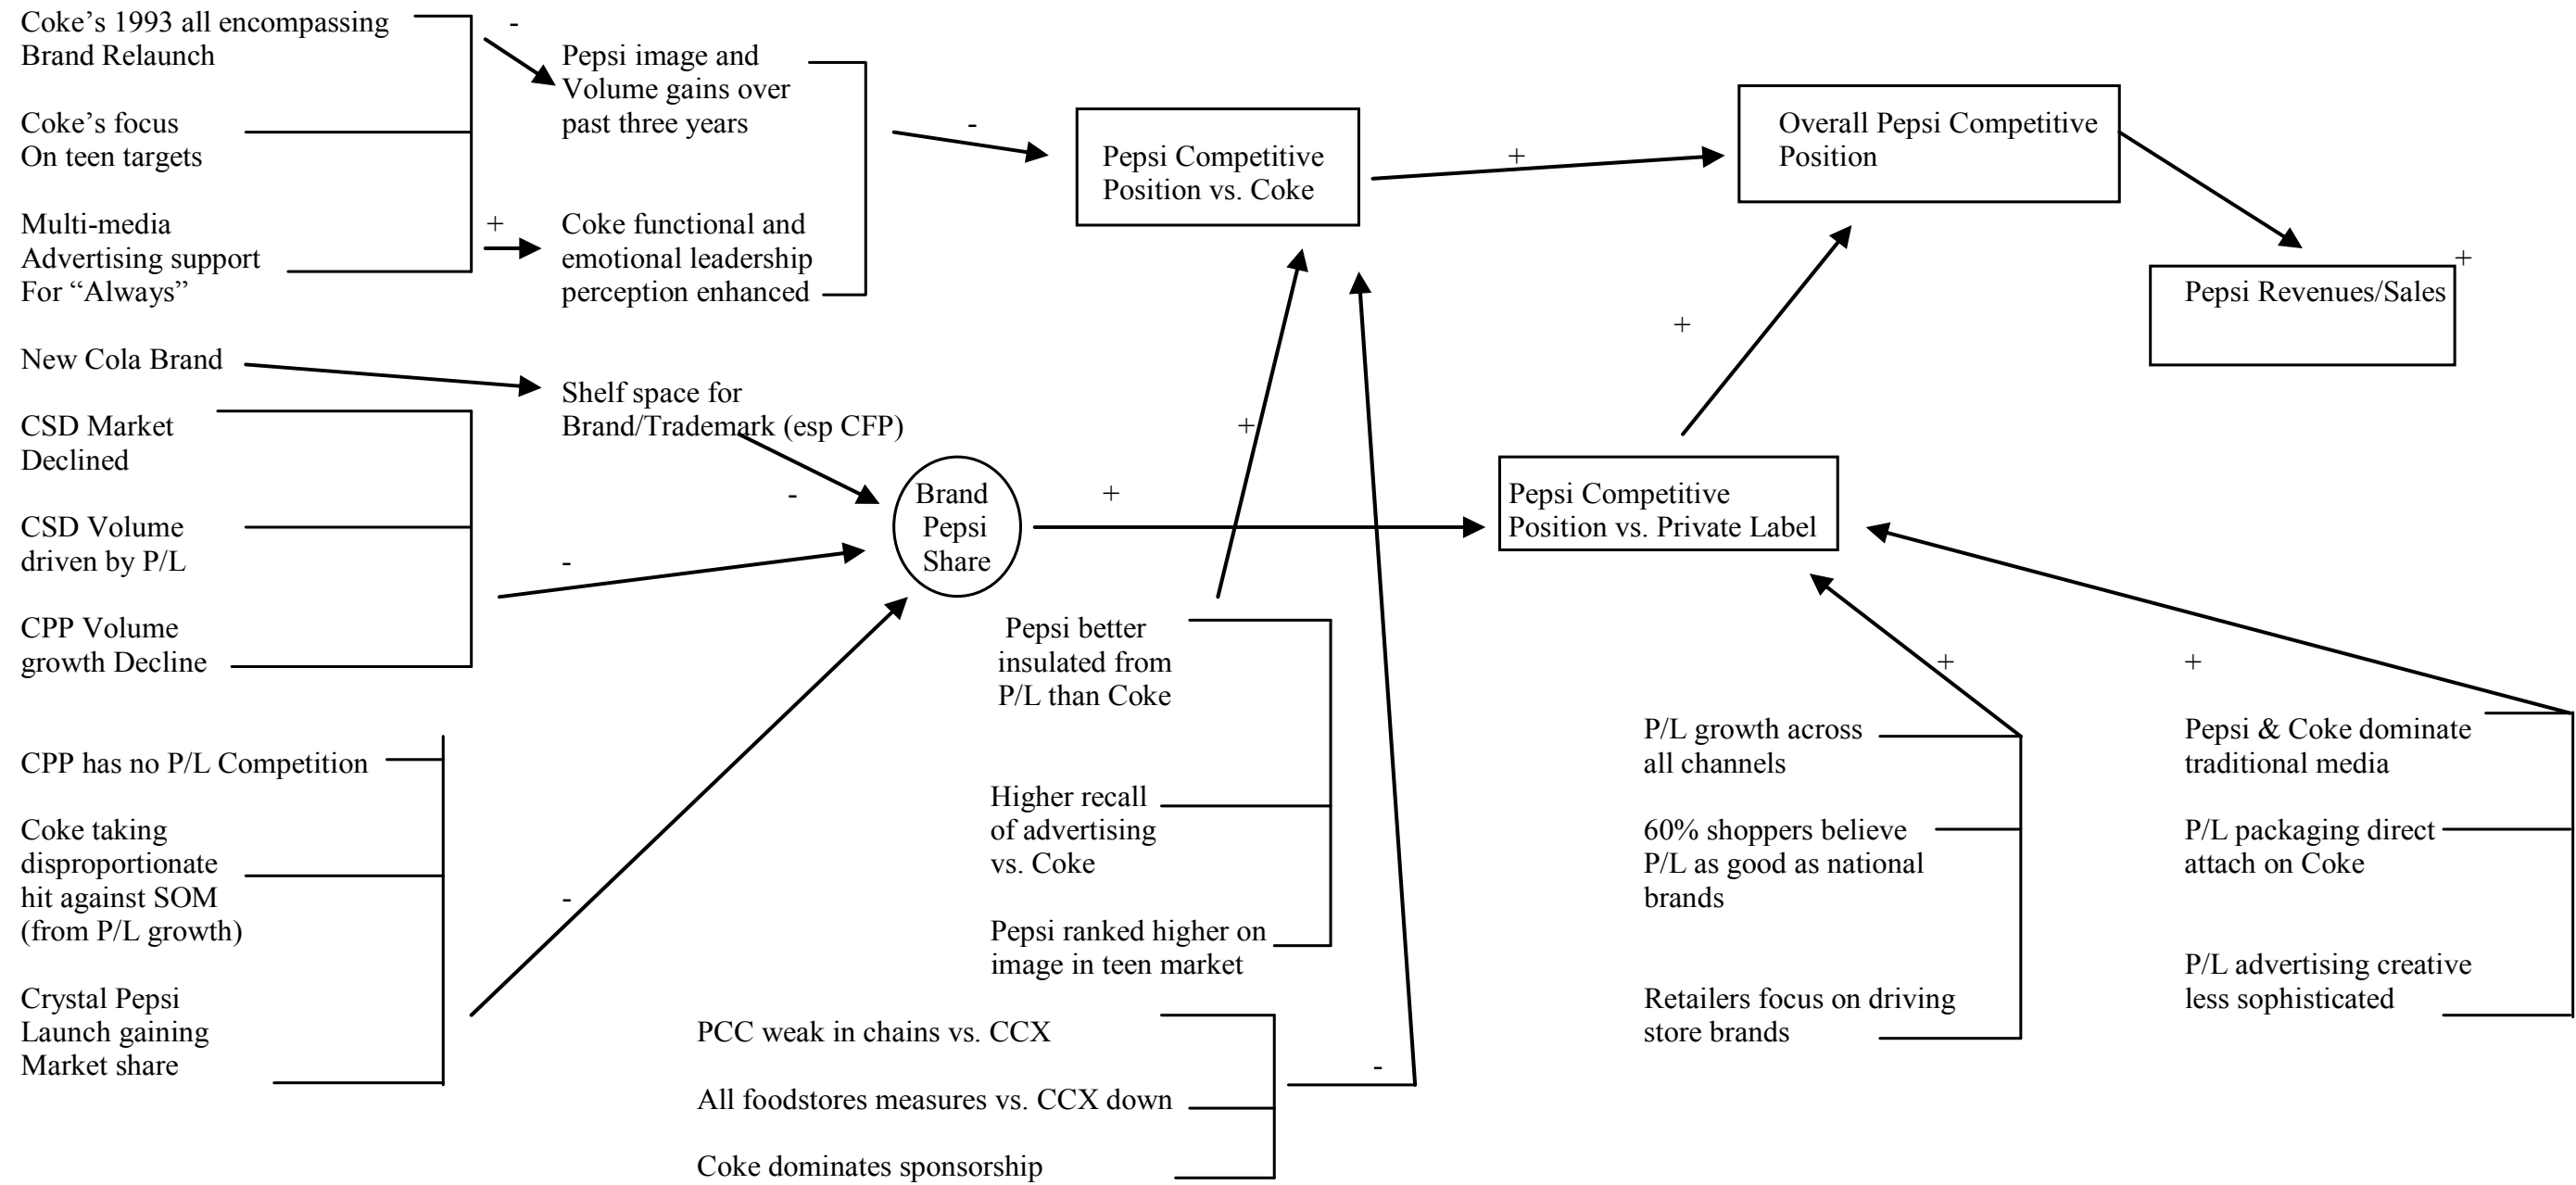 Coke’s 1993 all encompassing
Brand Relaunch
Coke’s focus
On teen targets
Multi-media
Advertising support
For “Always”
-
+
Pepsi image and
Volume gains over
past three years
Coke functional and
emotional leadership
perception enhanced
-
Pepsi Competitive
Position vs. Coke
+
Overall Pepsi Competitive
Position
+
Pepsi Revenues/Sales
+
New Cola Brand
Shelf space for
Brand/Trademark (esp CFP)
CSD Market
Declined
CSD Volume
driven by P/L
CPP Volume
growth Decline
-
-
Brand
Pepsi
Share
+
+
Pepsi Competitive
Position vs. Private Label
CPP has no P/L Competition
Coke taking
disproportionate
hit against SOM
(from P/L growth)
Crystal Pepsi
Launch gaining
Market share
-
Pepsi better
insulated from
P/L than Coke
Higher recall
of advertising
vs. Coke
Pepsi ranked higher on
image in teen market
PCC weak in chains vs. CCX
All foodstores measures vs. CCX down
Coke dominates sponsorship
-
+
P/L growth across
all channels
60% shoppers believe
P/L as good as national
brands
Retailers focus on driving
store brands
+
Pepsi & Coke dominate
traditional media
P/L packaging direct
attach on Coke
P/L advertising creative
less sophisticated